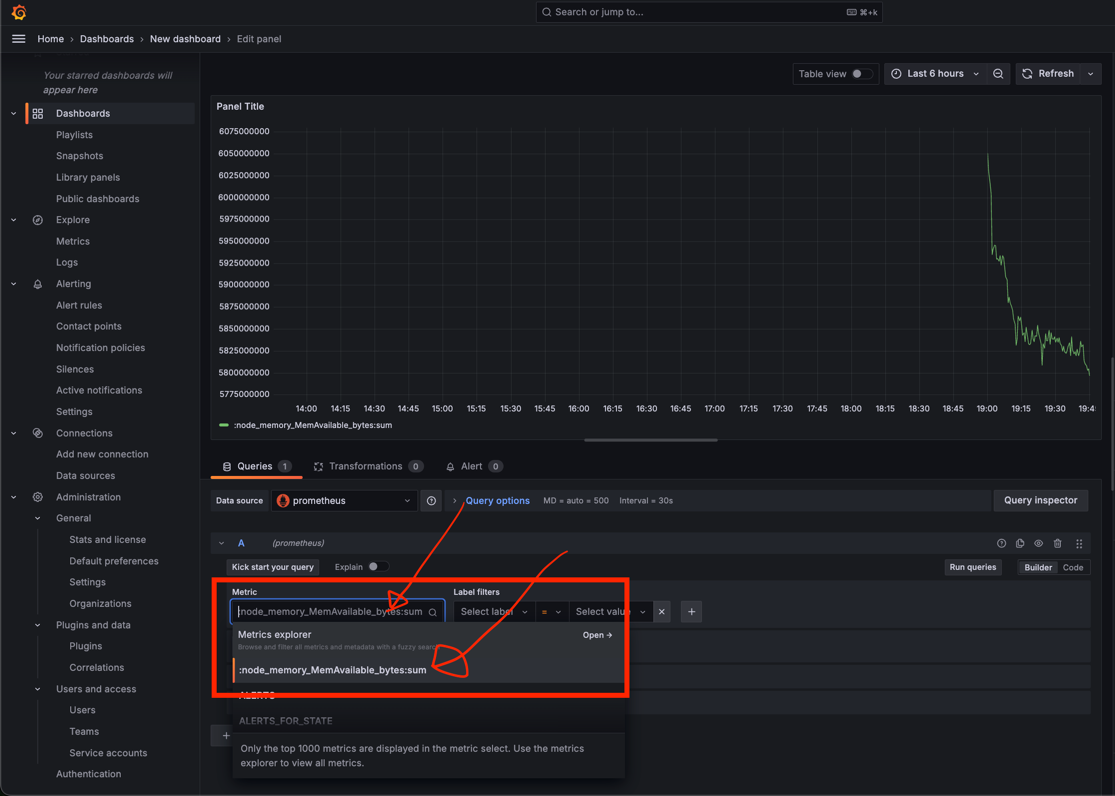 Search or jump to...
⌘+k
Home › Dashboards › New dashboard › Edit panel
Your starred dashboards will
appear here
Dashboards
Playlists
Snapshots
Library panels
Public dashboards
Explore
Metrics
Logs
Alerting
Alert rules
Contact points
Notification policies
Silences
Active notifications
Settings
Connections
Add new connection
Data sources
Administration
General
Stats and license
Default preferences
Settings
Organizations
Plugins and data
Plugins
Correlations
Users and access
Users
Teams
Service accounts
Authentication
Table view
Last 6 hours
Refresh
Panel Title
6075000000
6050000000
6025000000
6000000000
5975000000
5950000000
5925000000
5900000000
5875000000
5850000000
5825000000
5800000000
5775000000
14:00 14:15 14:30 14:45 15:00 15:15 15:30 15:45 16:00 16:15 16:30 16:45 17:00 17:15 17:30 17:45 18:00 18:15 18:30 18:45 19:00 19:15 19:30 19:4
:node_memory_MemAvailable_bytes:sum
Queries 1 Transformations 0 Alert 0
Data source prometheus Query options MD = auto = 500 Interval = 30s Query inspector
A (prometheus)
Kick start your query Explain Run queries Builder Code
Metric Label filters
:node_memory_MemAvailable_bytes:sum Select label = Select value
Metrics explorer Open →
Browse and filter all metrics and metadata with a fuzzy search
:node_memory_MemAvailable_bytes:sum
ALERTS
ALERTS_FOR_STATE
Only the top 1000 metrics are displayed in the metric select. Use the metrics
explorer to view all metrics.